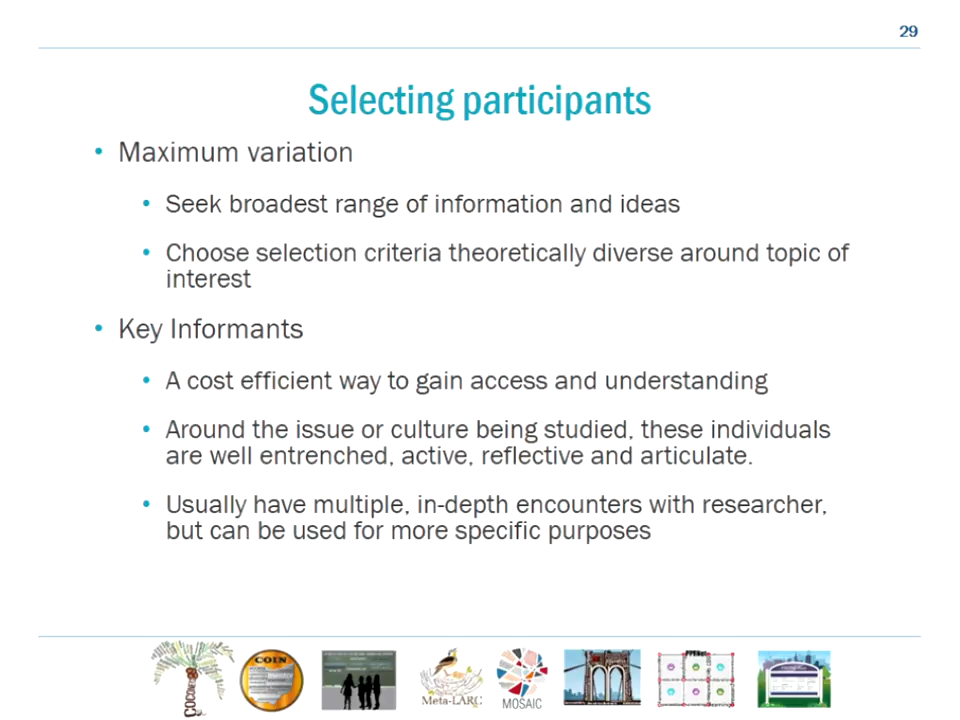 29
Selecting participants
• Maximum variation
• Seek broadest range of information and ideas
• Choose selection criteria theoretically diverse around topic of
interest
• Key Informants
• A cost efficient way to gain access and understanding
• Around the issue or culture being studied, these individuals
are well entrenched, active, reflective and articulate.
• Usually have multiple, in-depth encounters with researcher,
but can be used for more specific purposes
COCONet
COIN
Meta-LARC
MOSAIC